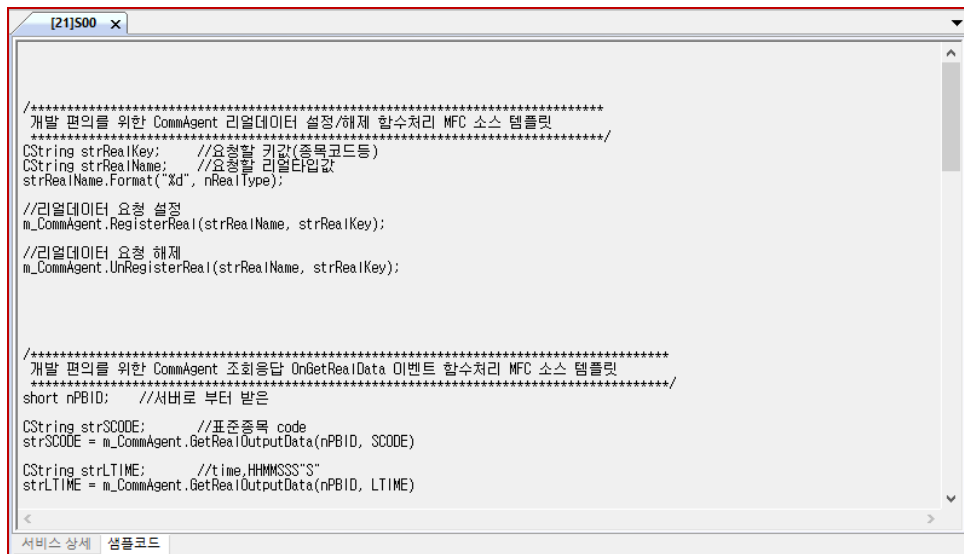 [21]S00 x
/*******************************************************************************
개발 편의를 위한 CommAgent 리얼데이터 설정/해제 함수처리 MFC 소스 템플릿
*******************************************************************************/
CString strRealKey; //요청할 키값(종목코드등)
CString strRealName; //요청할 리얼타입값
strRealName.Format("%d", nRealType);
//리얼데이터 요청 설정
m_CommAgent.RegisterReal(strRealName, strRealKey);
//리얼데이터 요청 해제
m_CommAgent.UnRegisterReal(strRealName, strRealKey);
/****************************************************************************************
개발 편의를 위한 CommAgent 조회응답 OnGetRealData 이벤트 함수처리 MFC 소스 템플릿
****************************************************************************************/
short nPBID; //서버로 부터 받은
CString strSCODE; //표준종목 code
strSCODE = m_CommAgent.GetRealOutputData(nPBID, SCODE)
CString strLTIME; //time,HHMMSSS"S"
strLTIME = m_CommAgent.GetRealOutputData(nPBID, LTIME)
서비스 상세 샘플코드